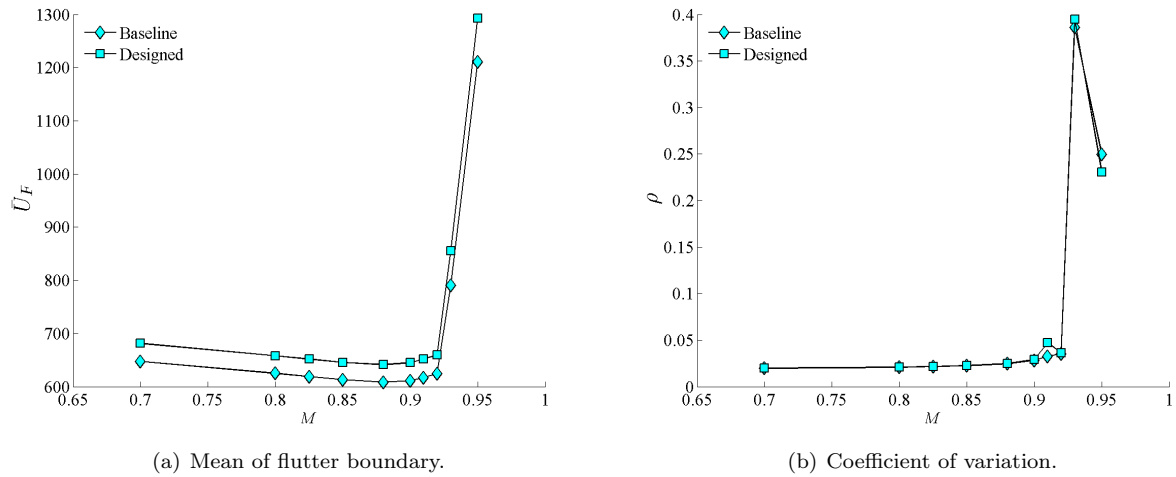 1300
1200
1100
1000
900
800
700
600
0.65 0.7 0.75 0.8 0.85 0.9 0.95 1
M
Ū_F
Baseline
Designed
(a) Mean of flutter boundary.
0.4
0.35
0.3
0.25
0.2
0.15
0.1
0.05
0
0.65 0.7 0.75 0.8 0.85 0.9 0.95 1
M
ρ
Baseline
Designed
(b) Coefficient of variation.